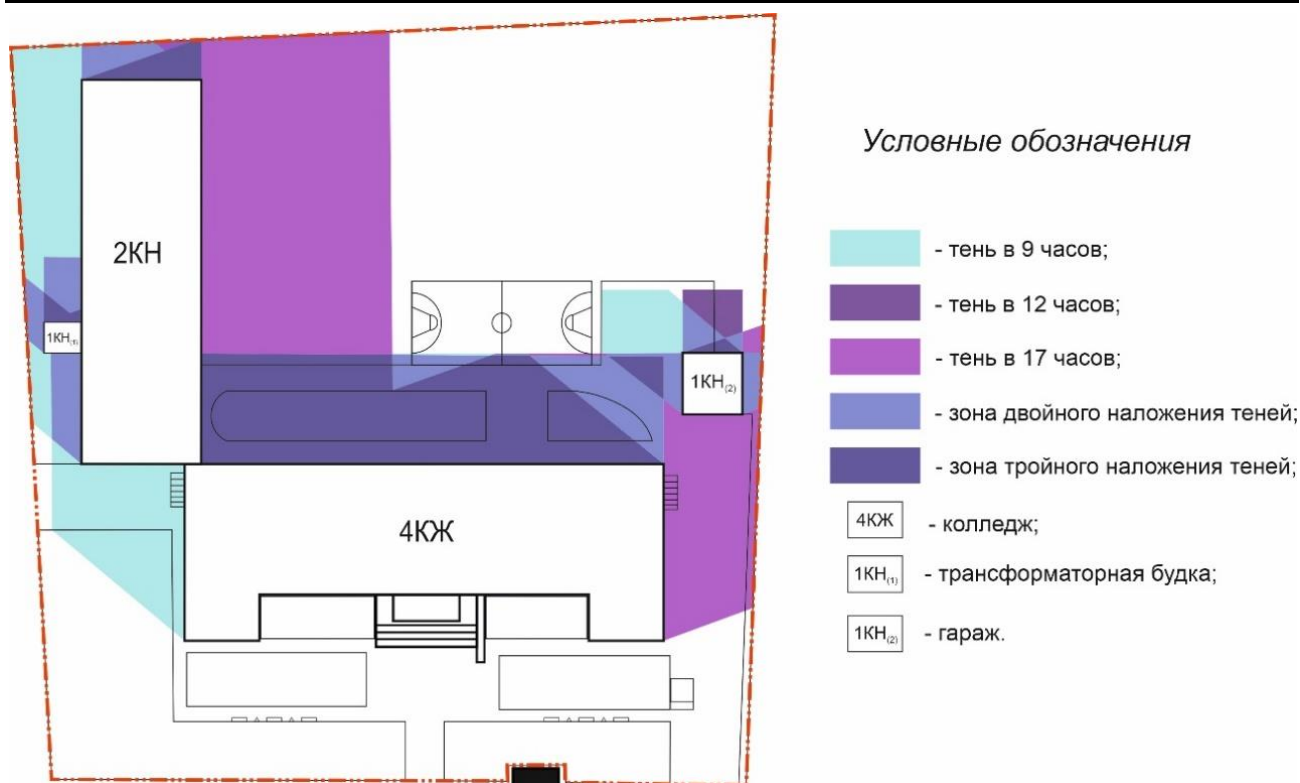 Условные обозначения
2КН
- тень в 9 часов;
- тень в 12 часов;
1КН(1)
- тень в 17 часов;
1КН(2)
- зона двойного наложения теней;
- зона тройного наложения теней;
4КЖ
4КЖ - колледж;
1КН(1) - трансформаторная будка;
1КН(2) - гараж.